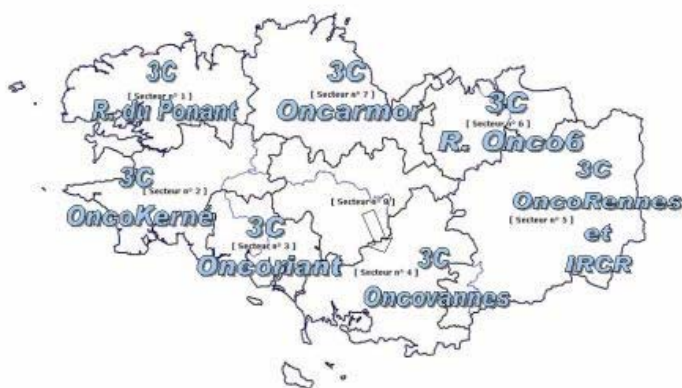 3C
[ Secteur n° 1 ]
R. du Ponant
3C
[ Secteur n° 7 ]
Oncarmor
3C
[ Secteur n° 6 ]
R. Onco6
3C
[ Secteur n° 2 ]
OncoKerné
3C
OncoRennes
[ Secteur n° 5 ]
et
IRCR
[ Secteur n° 8 ]
3C
[ Secteur n° 3 ]
Oncoriant
3C
[ Secteur n° 4 ]
Oncovannes